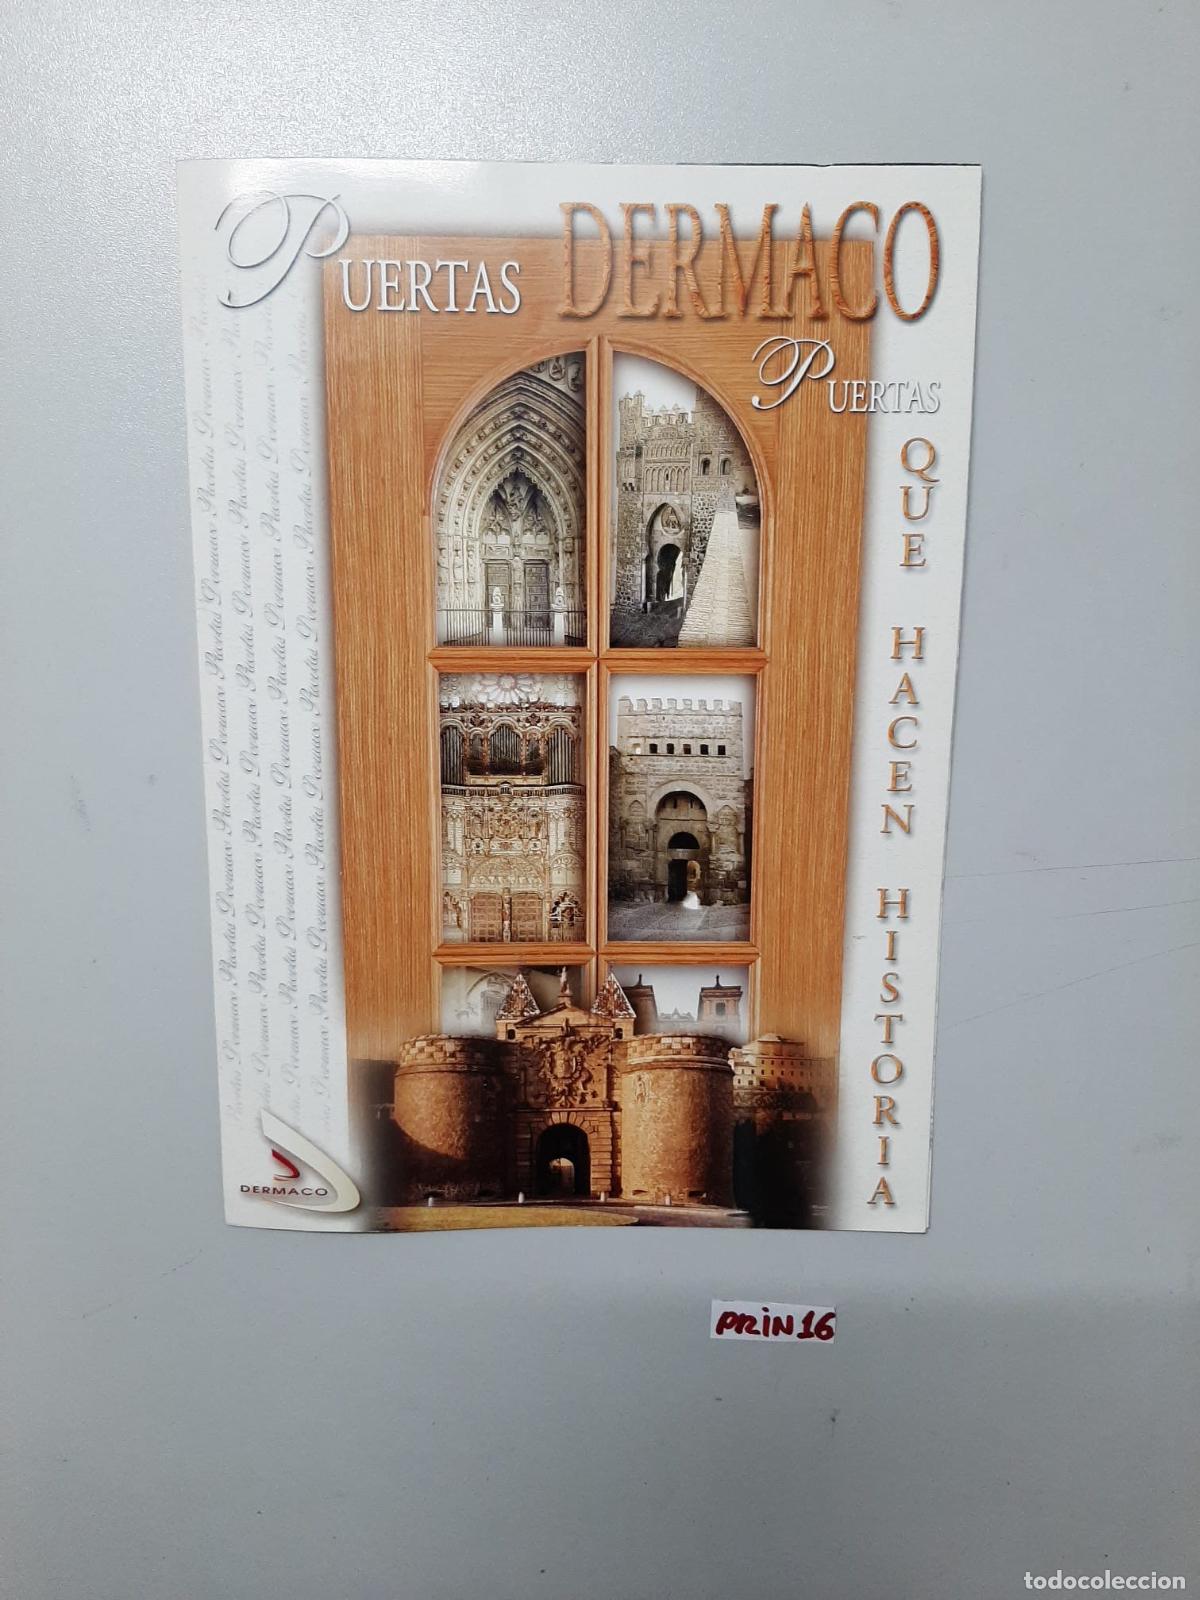 PUERTAS DERMACO
PUERTAS
QUE HACEN HISTORIA
DERMACO
PRIN16
todocoleccion